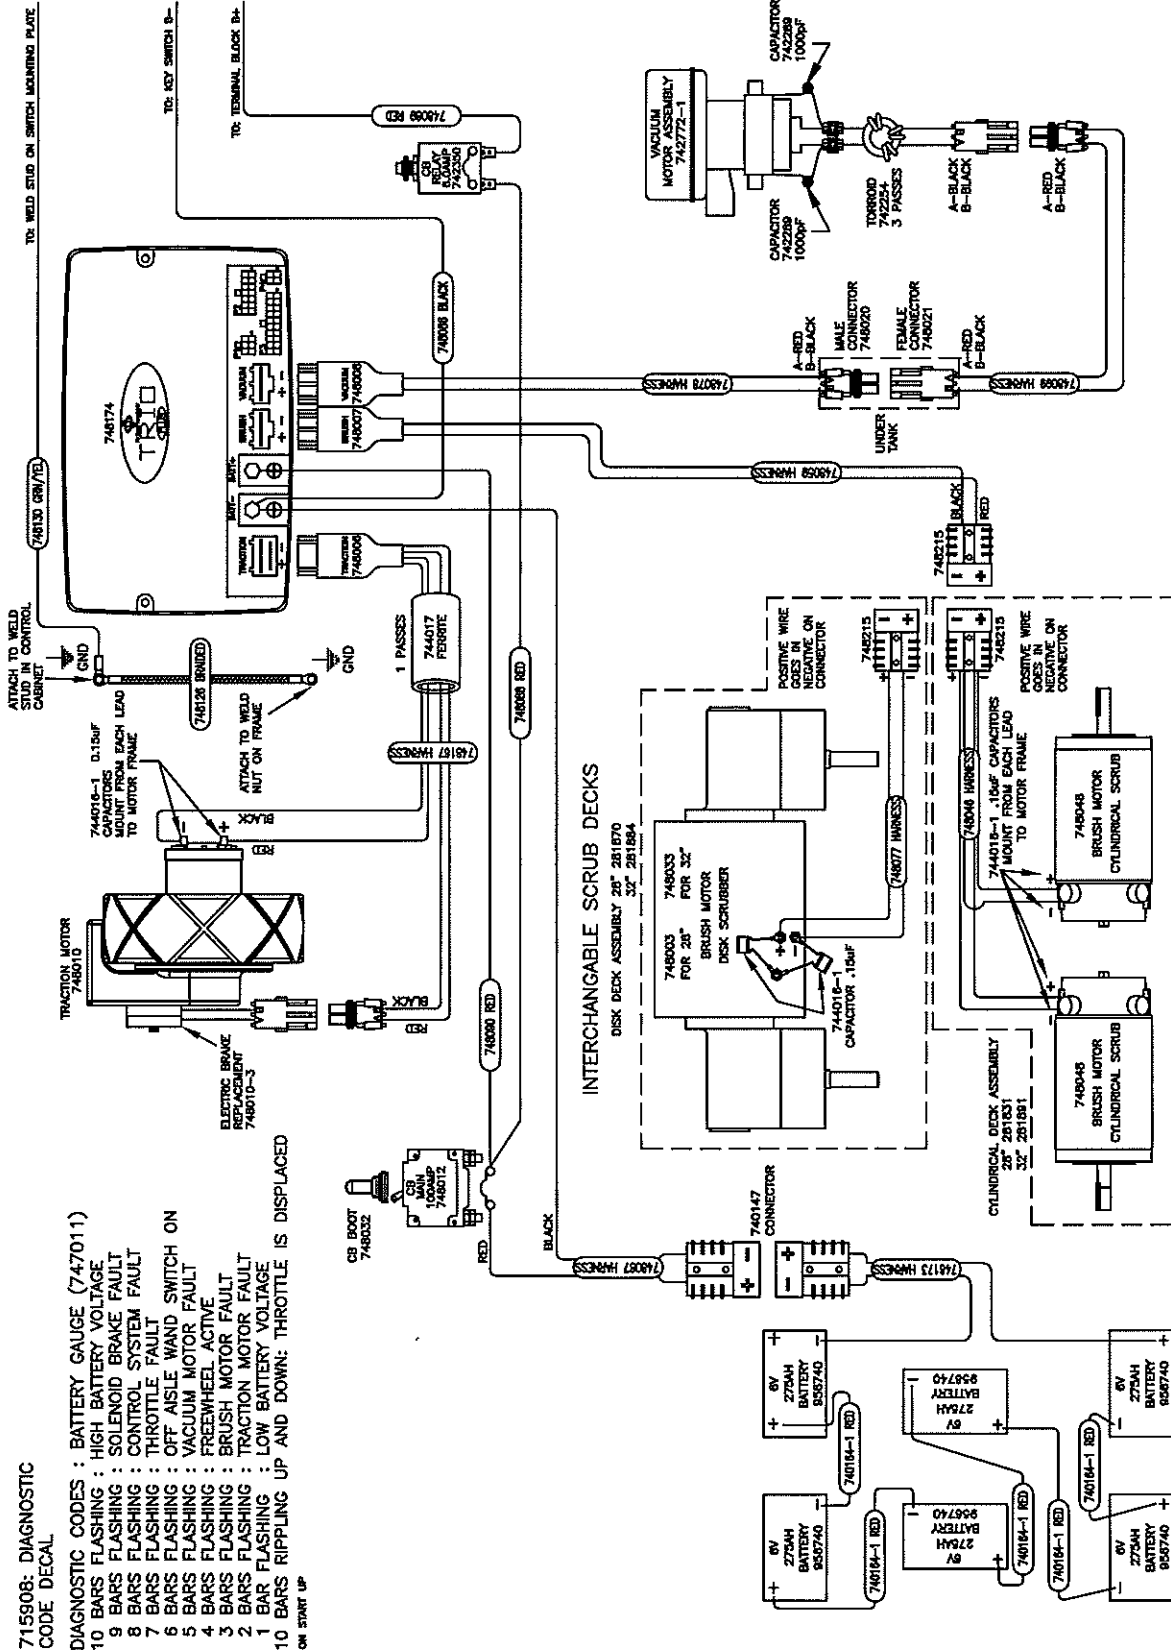 715908: DIAGNOSTIC
CODE DECAL
DIAGNOSTIC CODES : BATTERY GAUGE (747011)
10 BARS FLASHING : HIGH BATTERY VOLTAGE
9 BARS FLASHING : SOLENOID BRAKE FAULT
8 BARS FLASHING : CONTROL SYSTEM FAULT
7 BARS FLASHING : THROTTLE FAULT
6 BARS FLASHING : OFF AISLE WAND SWITCH ON
5 BARS FLASHING : VACUUM MOTOR FAULT
4 BARS FLASHING : FREEWHEEL ACTIVE
3 BARS FLASHING : BRUSH MOTOR FAULT
2 BARS FLASHING : TRACTION MOTOR FAULT
1 BAR FLASHING : LOW BATTERY VOLTAGE
10 BARS RIPPLING UP AND DOWN: THROTTLE IS DISPLACED
ON START UP
ATTACH TO WELD
STUD IN CONTROL
CABINET
748130 GRN/YEL
TO: WELD STUD ON SWITCH MOUNTING PLATE
TO: KEY SWITCH B-
TO: TERMINAL BLOCK B+
GND
748126 BRAIDED
GND
ATTACH TO WELD
NUT ON FRAME
744016-1 0.15uF
CAPACITORS
MOUNT FROM EACH LEAD
TO MOTOR FRAME
-
+
TRACTION MOTOR
748010
ELECTRIC BRAKE
REPLACEMENT
748010-3
BLACK
RED
BLACK
RED
748167 HARNESS
1 PASSES
744017
FERRITE
748174
TRIO
TRACTION
- +
BATT-
BATT+
BRUSH
+ -
VACUUM
+ -
P2
P3
TRACTION
748006
BRUSH
748007
VACUUM
748008
748086 BLACK
748089 RED
CB
RELAY
8.0AMP
742350
748088 RED
748090 RED
CB BOOT
748032
CB
MAIN
100AMP
748012
RED
BLACK
748087 HARNESS
740147
CONNECTOR
+ -
- +
748173 HARNESS
6V
275AH
BATTERY
956740
+ -
6V
275AH
BATTERY
956740
+ -
6V
275AH
BATTERY
956740
+ -
6V
275AH
BATTERY
956740
+ -
6V
275AH
BATTERY
956740
- +
6V
275AH
BATTERY
956740
- +
740164-1 RED
740164-1 RED
740164-1 RED
740164-1 RED
740164-1 RED
INTERCHANGABLE SCRUB DECKS
DISK DECK ASSEMBLY 28" 281870
32" 281884
748003 748033
FOR 28" FOR 32"
BRUSH MOTOR
DISK SCRUBBER
+
-
744016-1
CAPACITOR .15uF
748077 HARNESS
POSITIVE WIRE
GOES IN
NEGATIVE ON
CONNECTOR
748215
- +
748215
BLACK
RED
- +
748215
- +
POSITIVE WIRE
GOES IN
NEGATIVE ON
CONNECTOR
748046 HARNESS
744016-1 .15uF CAPACITORS
MOUNT FROM EACH LEAD
TO MOTOR FRAME
CYLINDRICAL DECK ASSEMBLY
28" 281831
32" 281891
748048
BRUSH MOTOR
CYLINDRICAL SCRUB
748048
BRUSH MOTOR
CYLINDRICAL SCRUB
748059 HARNESS
748078 HARNESS
A-RED
B-BLACK
MALE
CONNECTOR
748020
UNDER
TANK
FEMALE
CONNECTOR
748021
A-RED
B-BLACK
748099 HARNESS
VACUUM
MOTOR ASSEMBLY
742772-1
CAPACITOR
742289
1000pF
CAPACITOR
742289
1000pF
TORROID
742254
3 PASSES
A-BLACK
B-BLACK
A-RED
B-BLACK